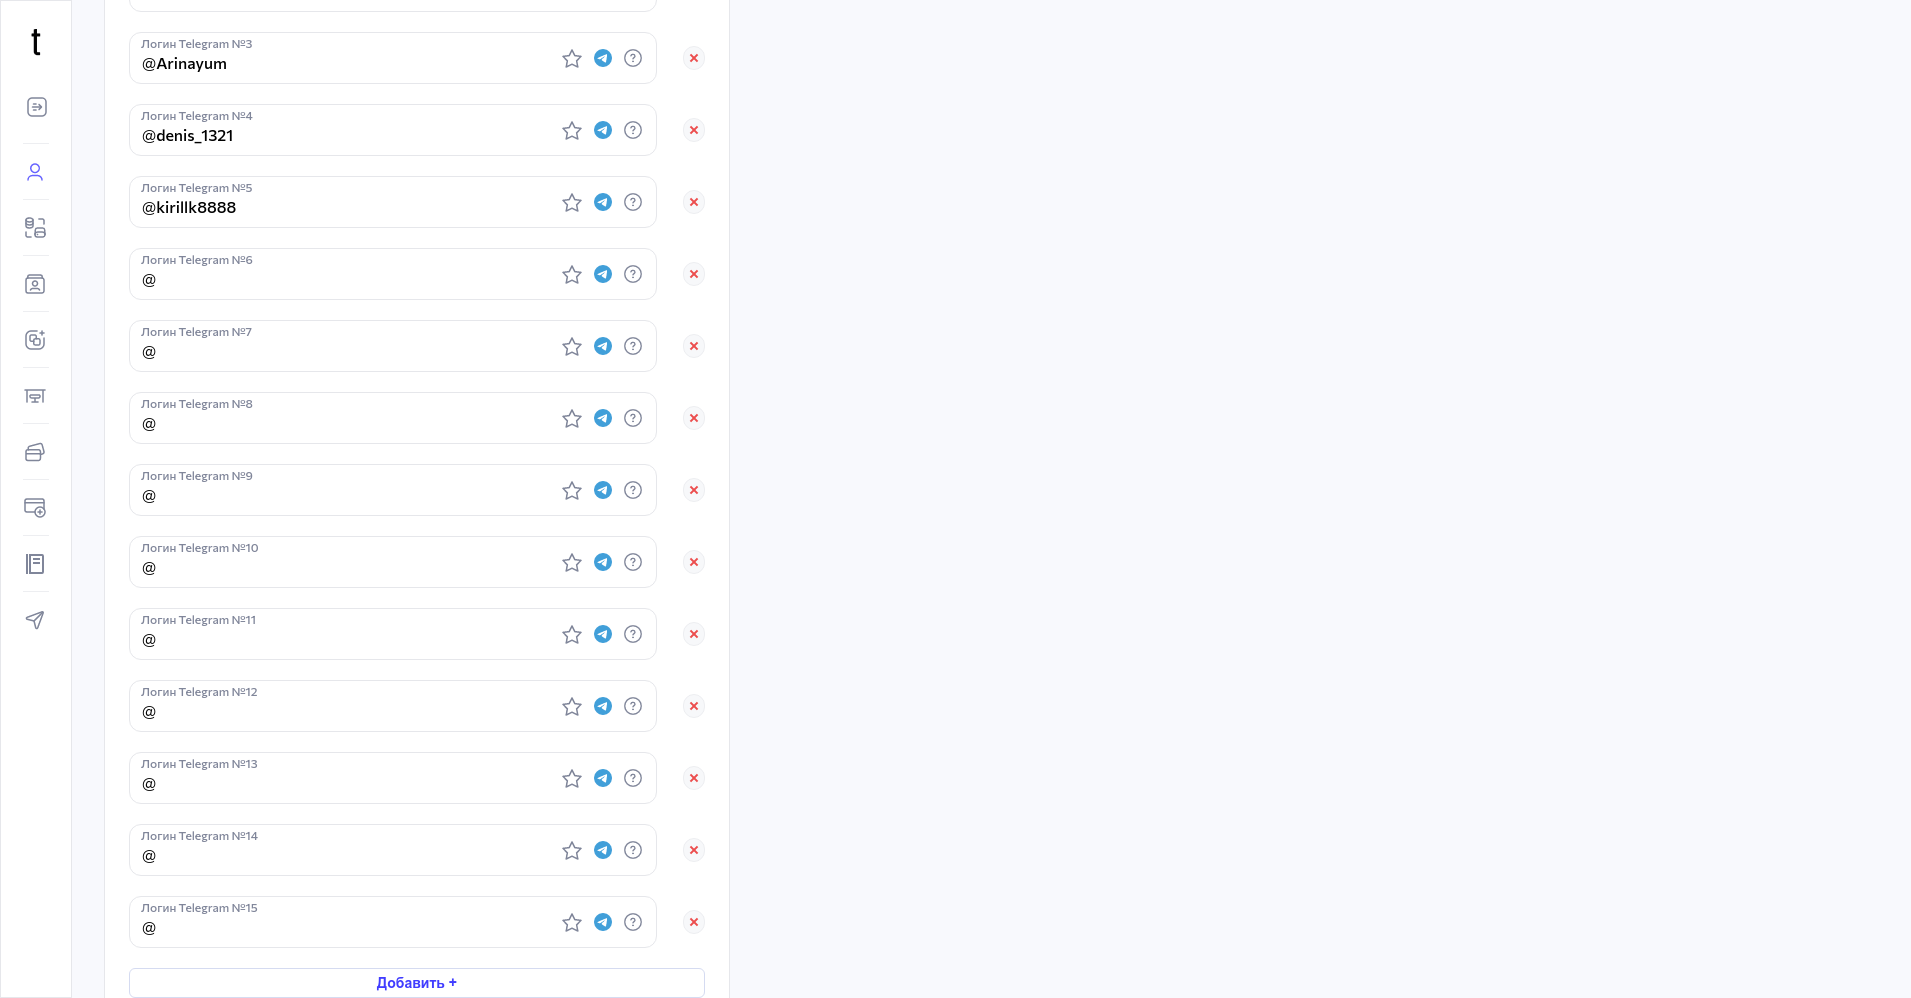 t
Логин Telegram №3
@Arinayum
Логин Telegram №4
@denis_1321
Логин Telegram №5
@kirillk8888
Логин Telegram №6
@
Логин Telegram №7
@
Логин Telegram №8
@
Логин Telegram №9
@
Логин Telegram №10
@
Логин Telegram №11
@
Логин Telegram №12
@
Логин Telegram №13
@
Логин Telegram №14
@
Логин Telegram №15
@
Добавить +